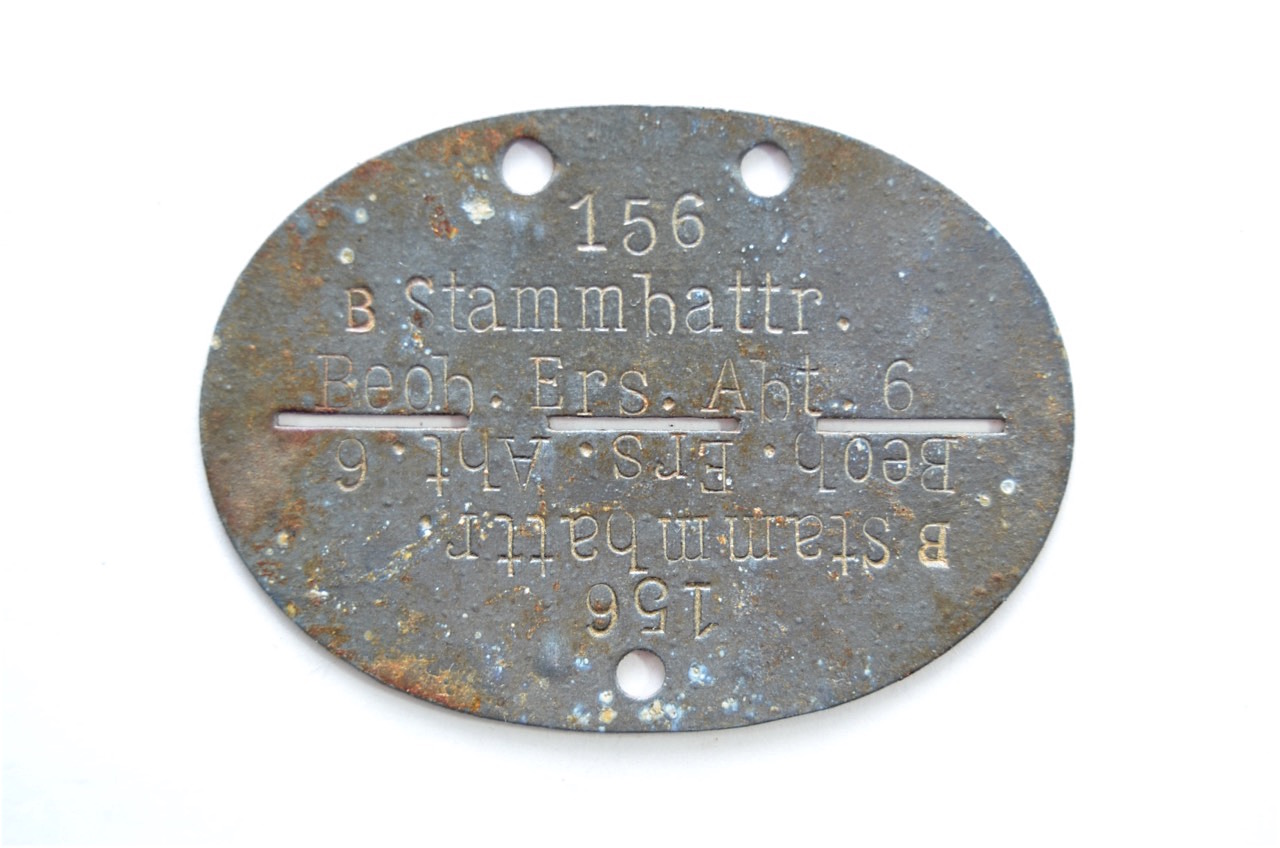 156
B Stammbattr.
Beob. Ers. Abt. 6
Beob. Ers. Abt. 6
B Stammbattr.
156